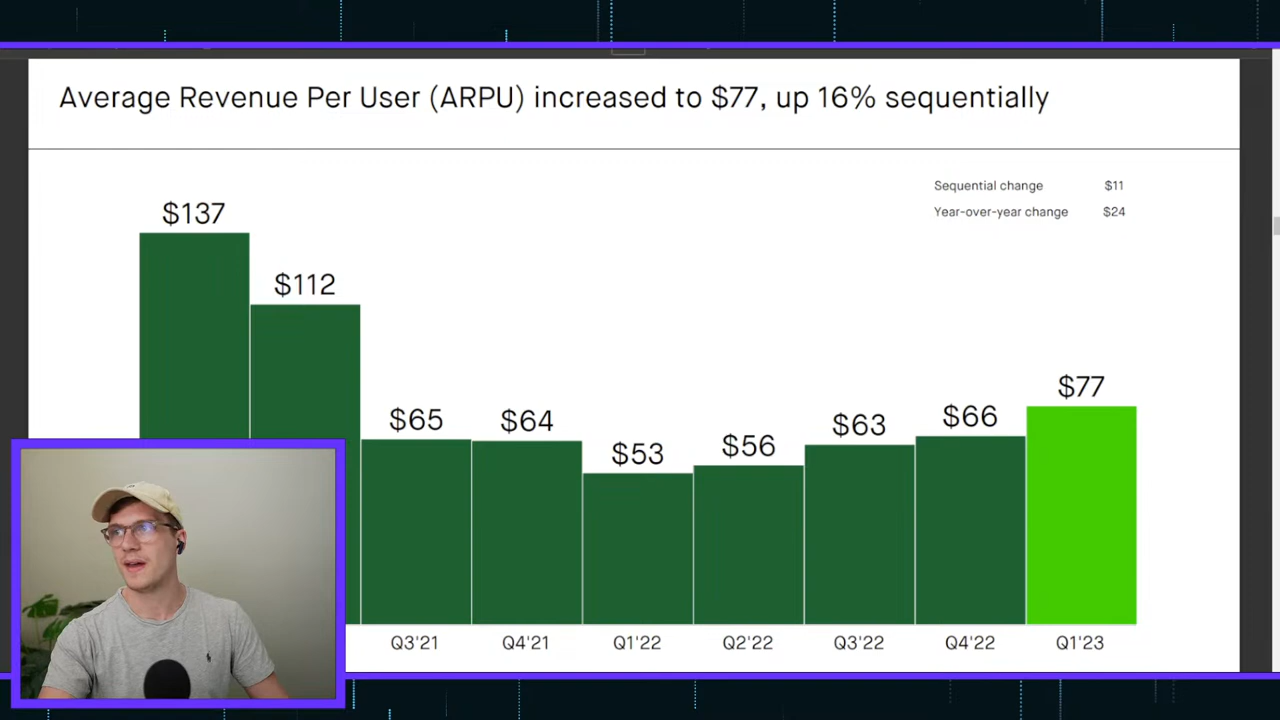 Average Revenue Per User (ARPU) increased to $77, up 16% sequentially
Sequential change $11
Year-over-year change $24
$137
$112
$65
$64
$53
$56
$63
$66
$77
Q3'21
Q4'21
Q1'22
Q2'22
Q3'22
Q4'22
Q1'23